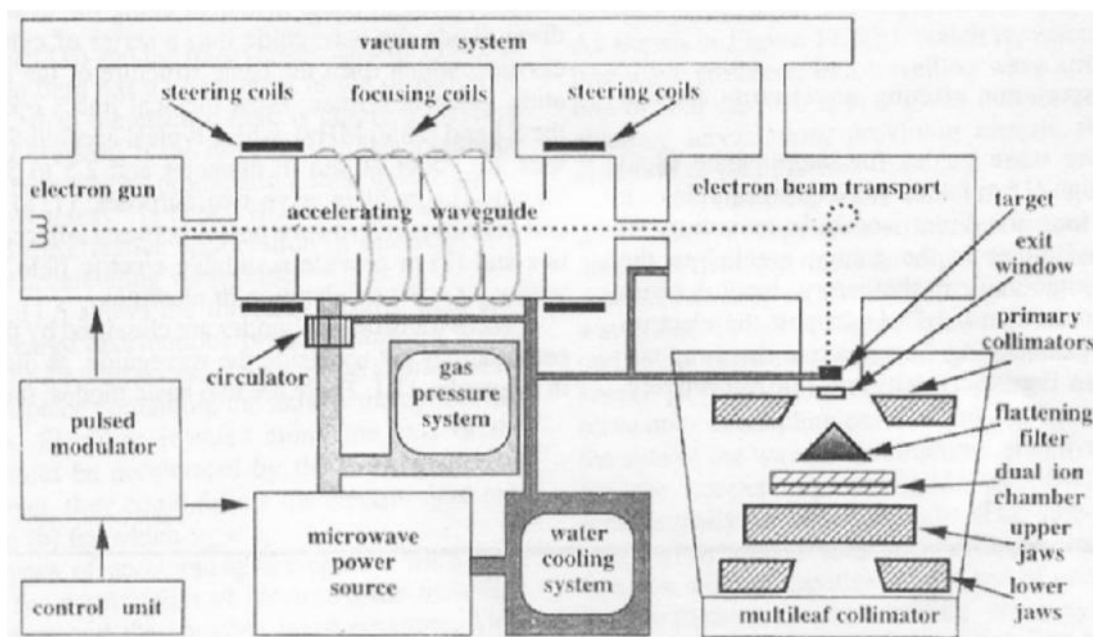 vacuum system
steering coils
focusing coils
steering coils
electron gun
accelerating waveguide
electron beam transport
target
exit
window
primary
collimators
circulator
gas
pressure
system
flattening
filter
pulsed
modulator
dual ion
chamber
microwave
power
source
water
cooling
system
upper
jaws
control unit
lower
jaws
multileaf collimator